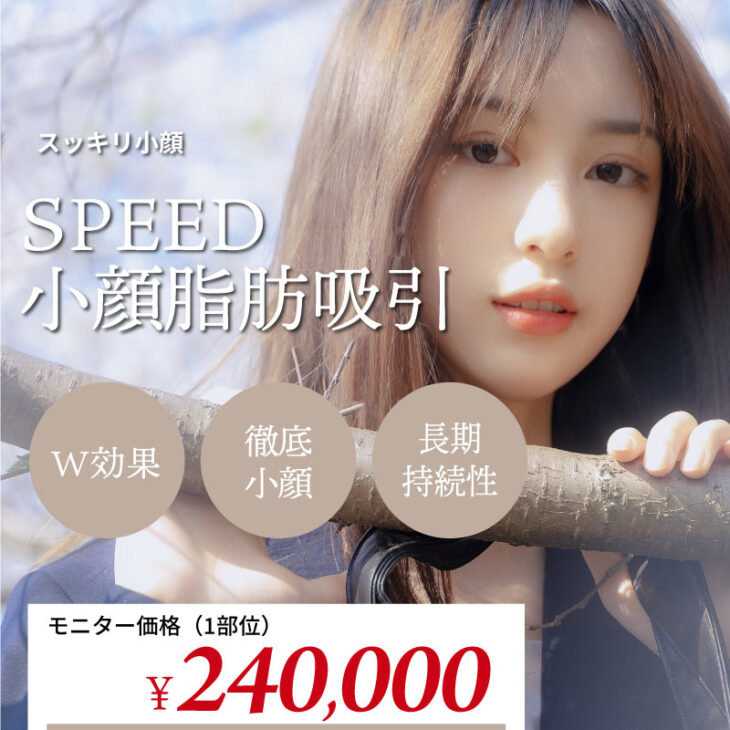 スッキリ小顔
SPEED
小顔脂肪吸引
W効果
徹底
小顔
長期
持続性
モニター価格（1部位）
¥240,000